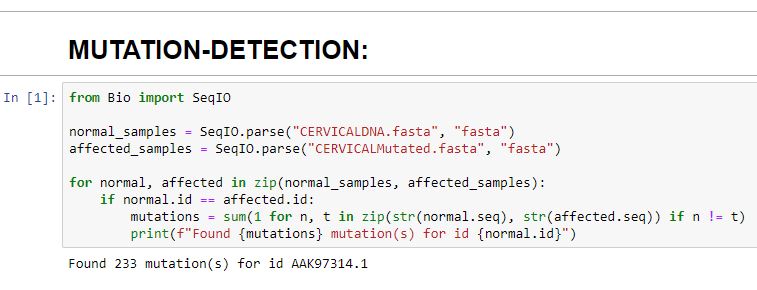 MUTATION-DETECTION:
In [1]: from Bio import SeqIO
normal_samples = SeqIO.parse("CERVICALDNA.fasta", "fasta")
affected_samples = SeqIO.parse("CERVICALMutated.fasta", "fasta")
for normal, affected in zip(normal_samples, affected_samples):
    if normal.id == affected.id:
        mutations = sum(1 for n, t in zip(str(normal.seq), str(affected.seq)) if n != t)
        print(f"Found {mutations} mutation(s) for id {normal.id}")
Found 233 mutation(s) for id AAK97314.1